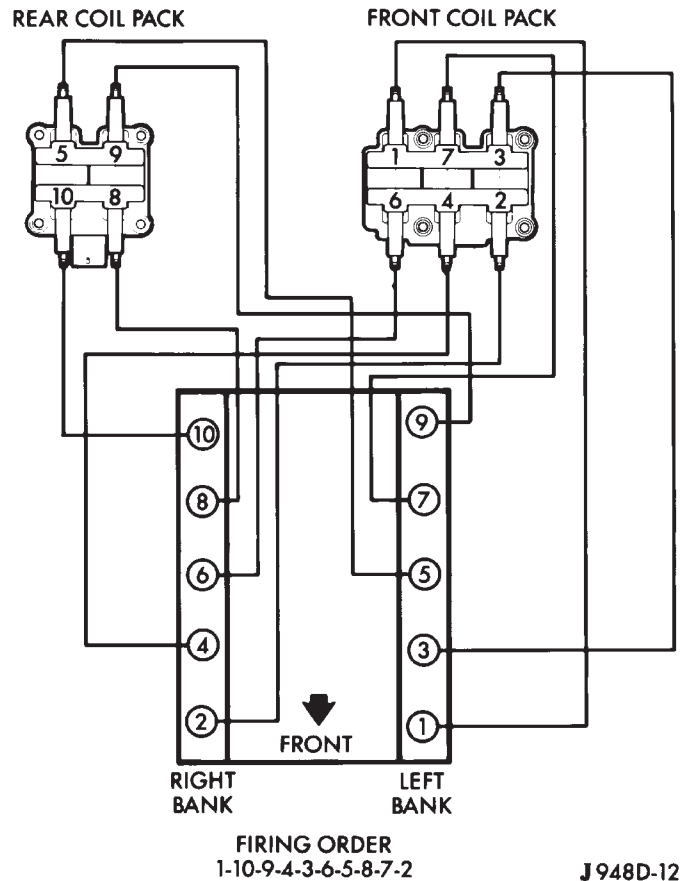 REAR COIL PACK
FRONT COIL PACK
5 9
10 8
1 7 3
6 4 2
10
9
8
7
6
5
4
3
2
1
FRONT
RIGHT
BANK
LEFT
BANK
FIRING ORDER
1-10-9-4-3-6-5-8-7-2
J948D-12